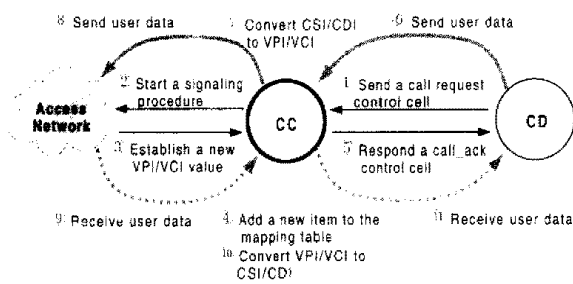 8. Send user data
7. Convert CSI/CDI
to VPI/VCI
6. Send user data
2. Start a signaling
procedure
1. Send a call request
control cell
Access
Network
CC
CD
3. Establish a new
VPI/VCI value
5. Respond a call_ack
control cell
9. Receive user data
4. Add a new item to the
mapping table
10. Convert VPI/VCI to
CSI/CDI
11. Receive user data